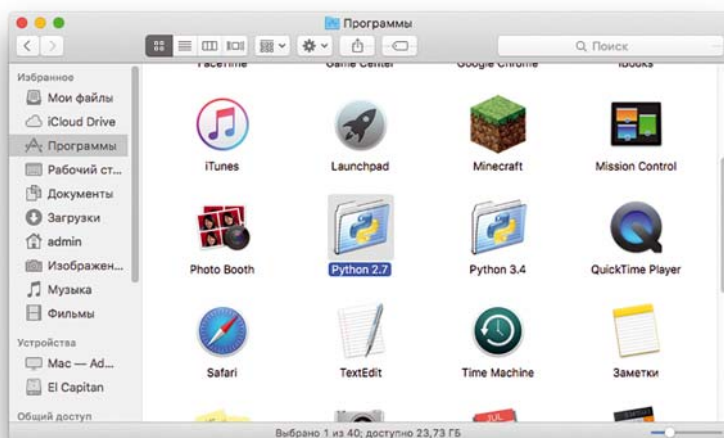 Программы
Поиск
Избранное
Мои файлы
iCloud Drive
Программы
Рабочий ст...
Документы
Загрузки
admin
Изображен...
Музыка
Фильмы
Устройства
Mac — Ad...
El Capitan
Общий доступ
FaceTime
Game Center
Google Chrome
iBooks
iTunes
Launchpad
Minecraft
Mission Control
Photo Booth
Python 2.7
Python 3.4
QuickTime Player
Safari
TextEdit
Time Machine
Заметки
JUL
Выбрано 1 из 40; доступно 23,73 ГБ